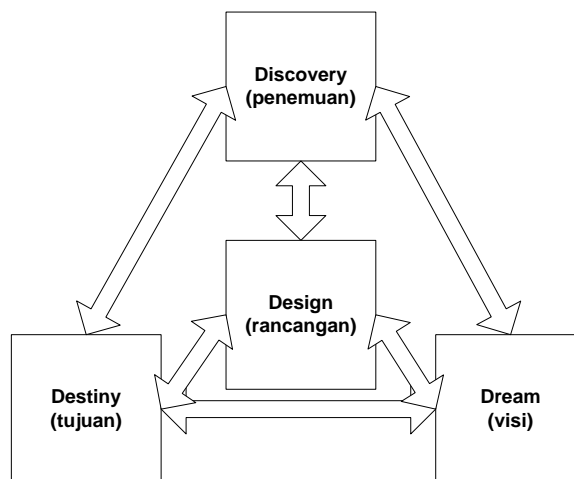 Discovery
(penemuan)
Design
(rancangan)
Destiny
(tujuan)
Dream
(visi)